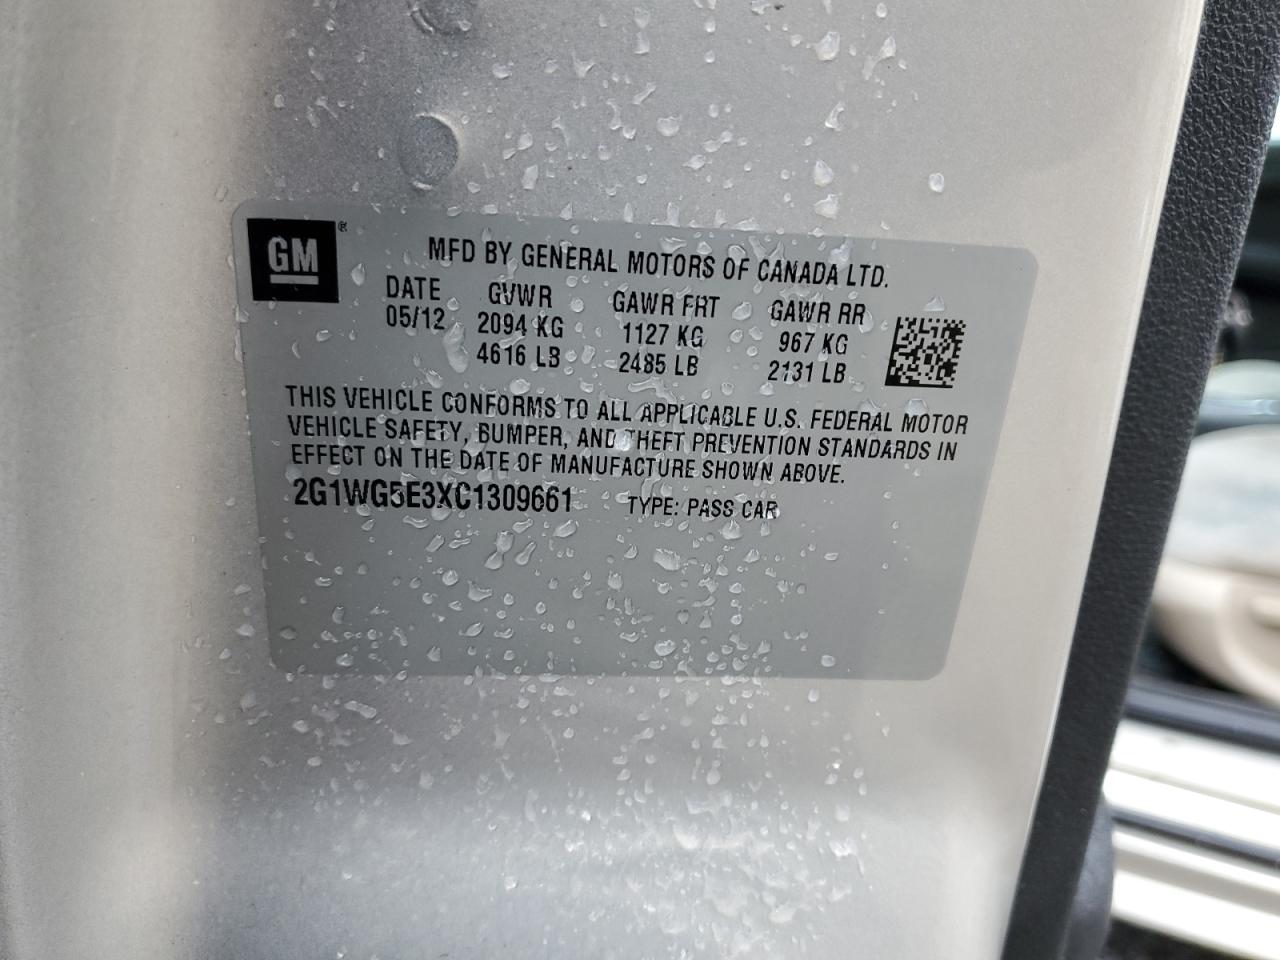 GM ®
MFD BY GENERAL MOTORS OF CANADA LTD.
DATE GVWR GAWR FRT GAWR RR
05/12 2094 KG 1127 KG 967 KG
4616 LB 2485 LB 2131 LB
THIS VEHICLE CONFORMS TO ALL APPLICABLE U.S. FEDERAL MOTOR
VEHICLE SAFETY, BUMPER, AND THEFT PREVENTION STANDARDS IN
EFFECT ON THE DATE OF MANUFACTURE SHOWN ABOVE.
2G1WG5E3XC1309661 TYPE: PASS CAR